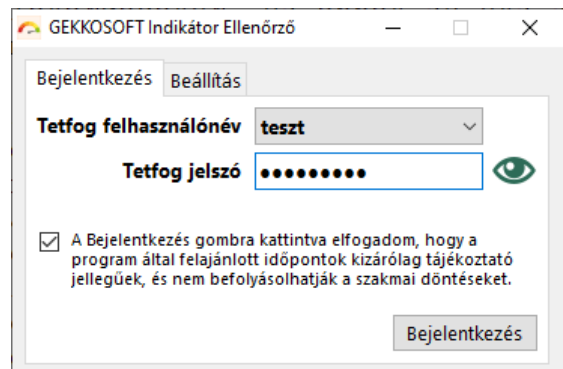 GEKKOSOFT Indikátor Ellenőrző
Bejelentkezés Beállítás
Tetfog felhasználónév teszt
Tetfog jelszó •••••••••
A Bejelentkezés gombra kattintva elfogadom, hogy a
program által felajánlott időpontok kizárólag tájékoztató
jellegűek, és nem befolyásolhatják a szakmai döntéseket.
Bejelentkezés